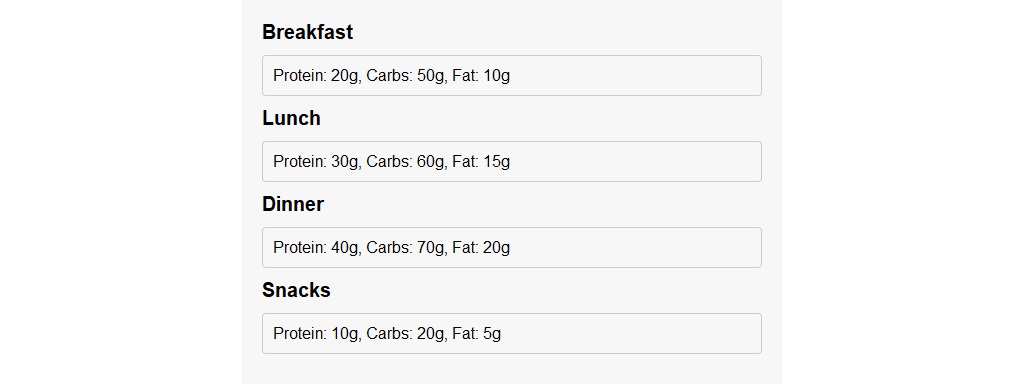 Breakfast
Protein: 20g, Carbs: 50g, Fat: 10g
Lunch
Protein: 30g, Carbs: 60g, Fat: 15g
Dinner
Protein: 40g, Carbs: 70g, Fat: 20g
Snacks
Protein: 10g, Carbs: 20g, Fat: 5g